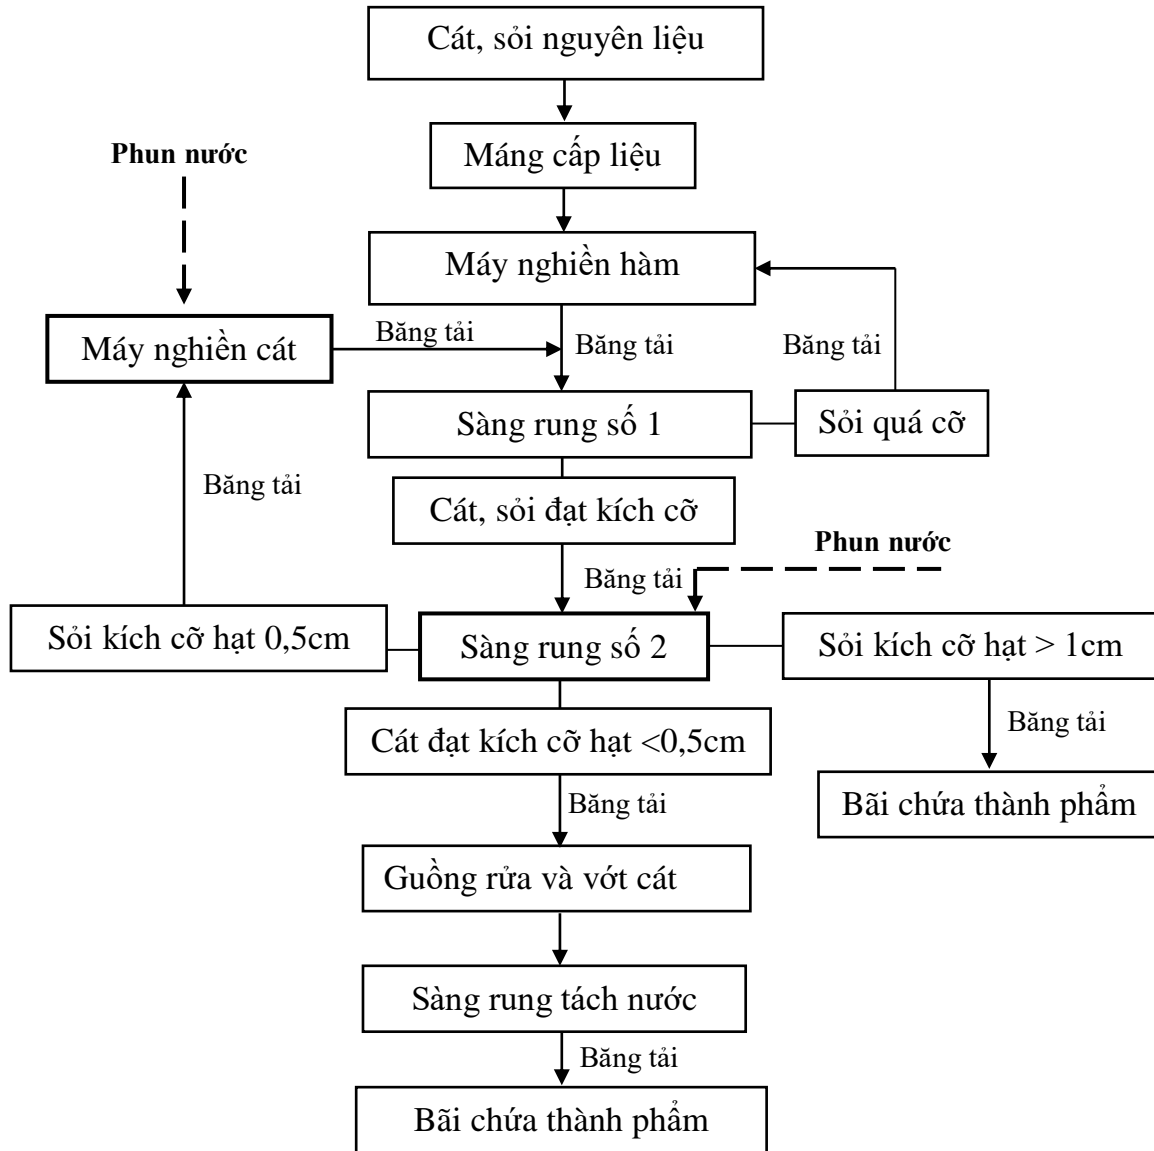 Cát, sỏi nguyên liệu
Máng cấp liệu
Phun nước
Máy nghiền hàm
Máy nghiền cát
Băng tải
Băng tải
Băng tải
Sàng rung số 1
Sỏi quá cỡ
Băng tải
Cát, sỏi đạt kích cỡ
Phun nước
Băng tải
Sỏi kích cỡ hạt 0,5cm
Sàng rung số 2
Sỏi kích cỡ hạt > 1cm
Băng tải
Cát đạt kích cỡ hạt <0,5cm
Bãi chứa thành phẩm
Băng tải
Guồng rửa và vớt cát
Sàng rung tách nước
Băng tải
Bãi chứa thành phẩm